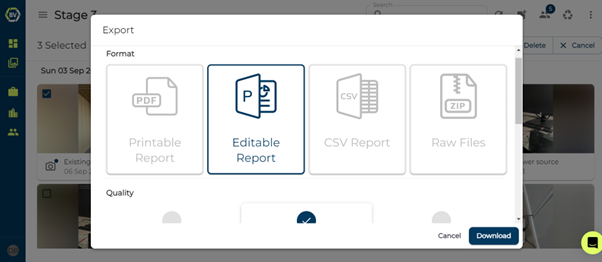 Stage 3
Search
5
3 Selected
Delete
Cancel
Sun 03 Sep 2
Export
Format
PDF
Printable
Report
P
Editable
Report
CSV
CSV Report
ZIP
Raw Files
Existing
06 Sep 2
wer source
Quality
Cancel
Download